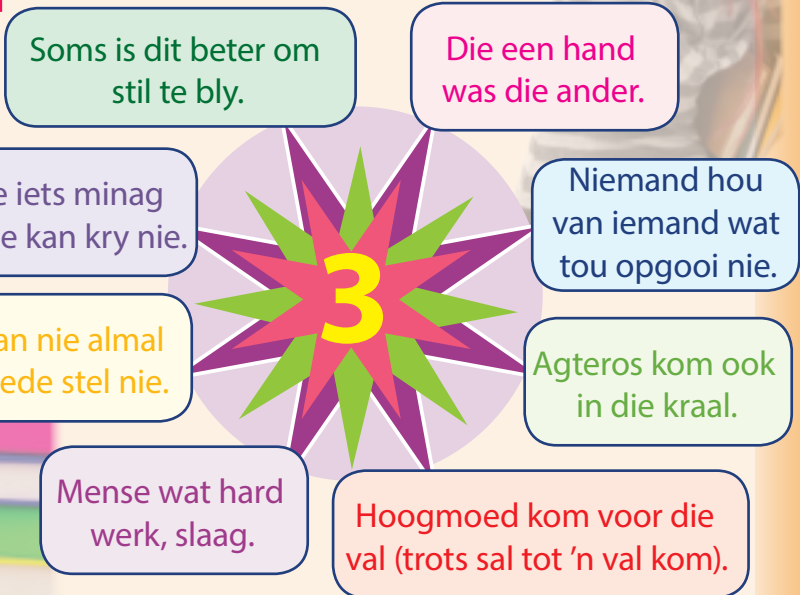 Soms is dit beter om
stil te bly.
Die een hand
was die ander.
iets minag
kan kry nie.
Niemand hou
van iemand wat
tou opgooi nie.
3
nie almal
stel nie.
Agteros kom ook
in die kraal.
Mense wat hard
werk, slaag.
Hoogmoed kom voor die
val (trots sal tot 'n val kom).